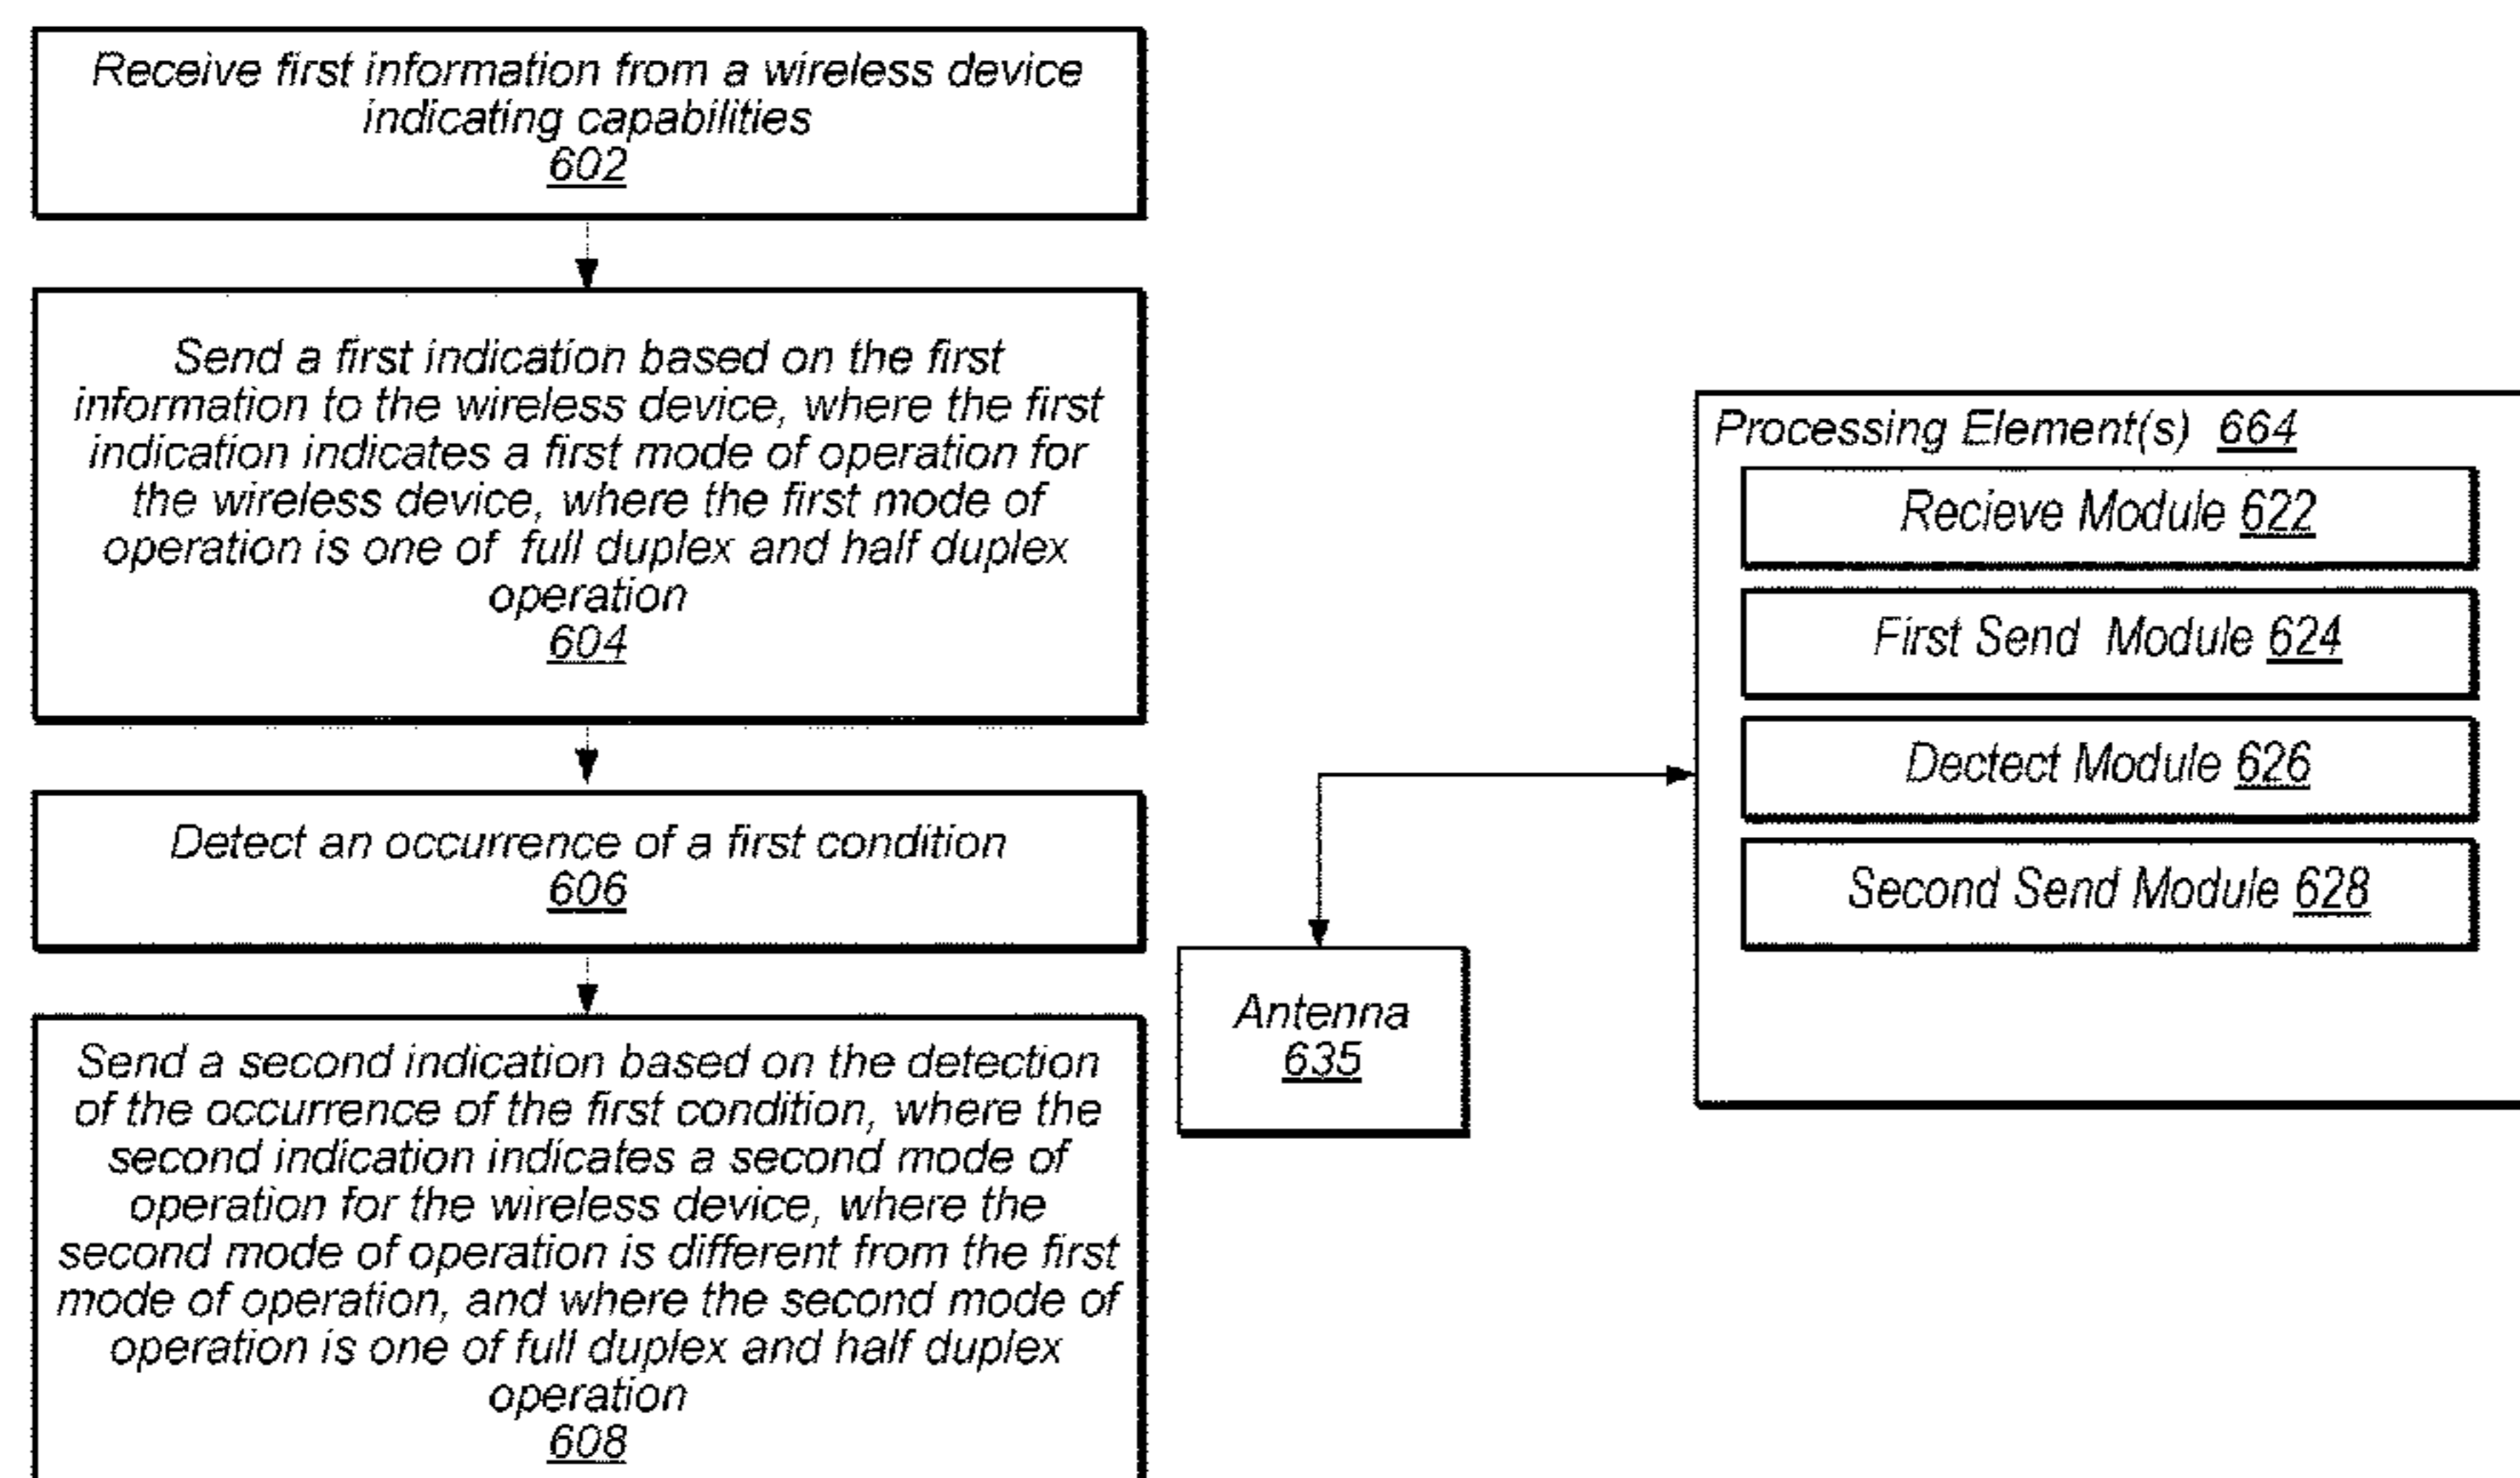 Receive first information from a wireless device
indicating capabilities
602
Send a first indication based on the first
information to the wireless device, where the first
indication indicates a first mode of operation for
the wireless device, where the first mode of
operation is one of full duplex and half duplex
operation
604
Detect an occurrence of a first condition
606
Send a second indication based on the detection
of the occurrence of the first condition, where the
second indication indicates a second mode of
operation for the wireless device, where the
second mode of operation is different from the first
mode of operation, and where the second mode of
operation is one of full duplex and half duplex
operation
608
Antenna
635
Processing Element(s) 664
Recieve Module 622
First Send Module 624
Dectect Module 626
Second Send Module 628